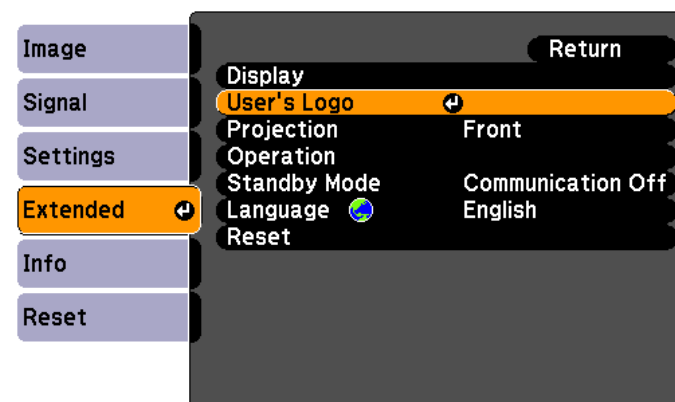 Image
Signal
Settings
Extended
Info
Reset
Return
Display
User's Logo
Projection Front
Operation
Standby Mode Communication Off
Language English
Reset